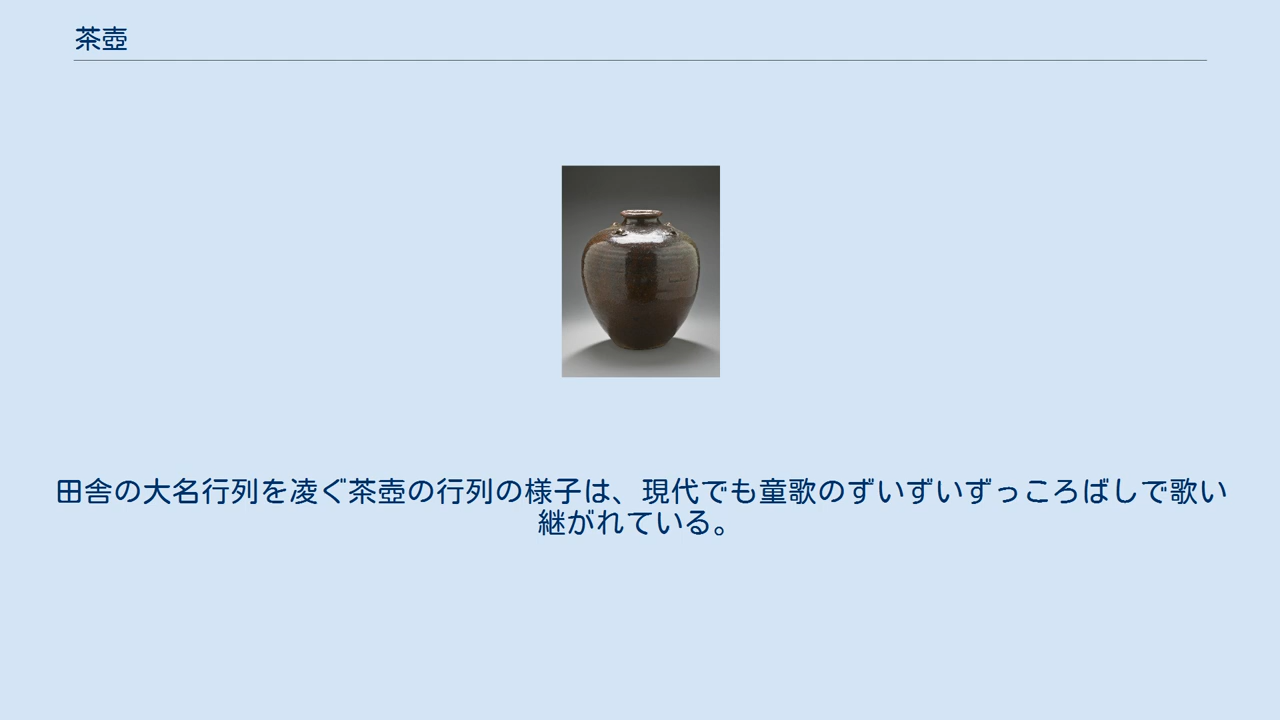 茶壺
田舎の大名行列を凌ぐ茶壺の行列の様子は、現代でも童歌のずいずいずっころばしで歌い
継がれている。